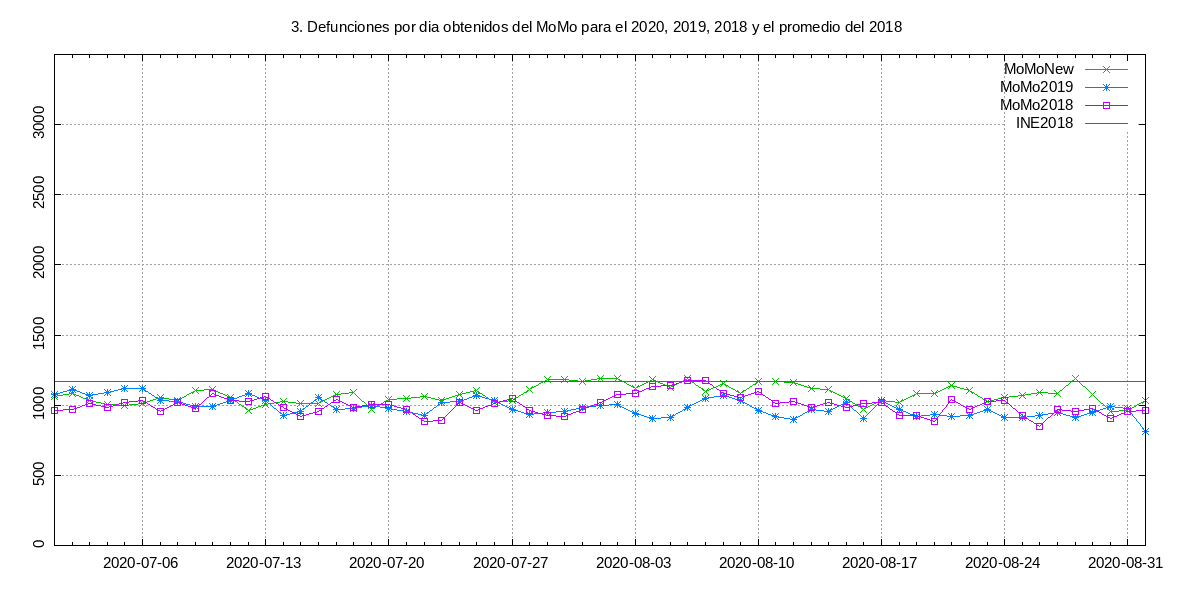 3. Defunciones por dia obtenidos del MoMo para el 2020, 2019, 2018 y el promedio del 2018
MoMoNew
MoMo2019
MoMo2018
INE2018
3000
2500
2000
1500
1000
500
0
2020-07-06 2020-07-13 2020-07-20 2020-07-27 2020-08-03 2020-08-10 2020-08-17 2020-08-24 2020-08-31